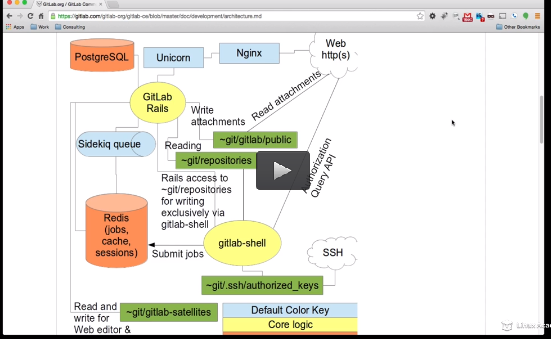 GitLab.org / GitLab Comm
https://gitlab.com/gitlab-org/gitlab-ce/blob/master/doc/development/architecture.md
Apps
Work
Consulting
Other Bookmarks
PostgreSQL
Unicorn
Nginx
Web
http(s)
GitLab
Rails
Write
attachments
Read attachments
~git/gitlab/public
Sidekiq queue
Reading
~git/repositories
Authorization
Query API
Rails access to
~git/repositories
for writing
exclusively via
gitlab-shell
Redis
(jobs,
cache,
sessions)
Submit jobs
gitlab-shell
SSH
~git/.ssh/authorized_keys
Read and
write for
Web editor &
~git/gitlab-satellites
Default Color Key
Core logic